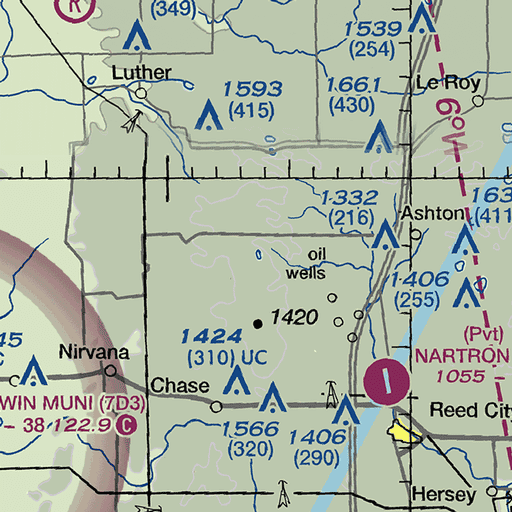 R
(349)
1539
(254)
Luther
1593
(415)
1661
(430)
Le Roy
6°W
1332
(216)
Ashton
163
(411
oil
wells
1406
(255)
1420
(Pvt)
NARTRON
1055 -
45
C
1424
(310) UC
Nirvana
Chase
WIN MUNI (7D3)
- 38 122.9 C
1566
(320)
1406
(290)
Reed City
Hersey